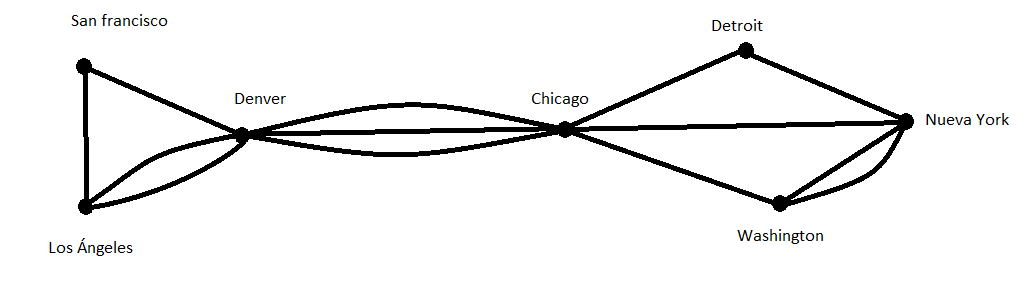 San francisco
Detroit
Denver
Chicago
Nueva York
Los Ángeles
Washington